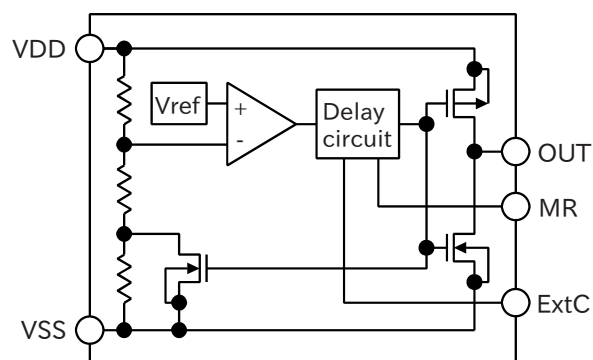 VDD
Vref
+
-
Delay
circuit
OUT
MR
ExtC
VSS